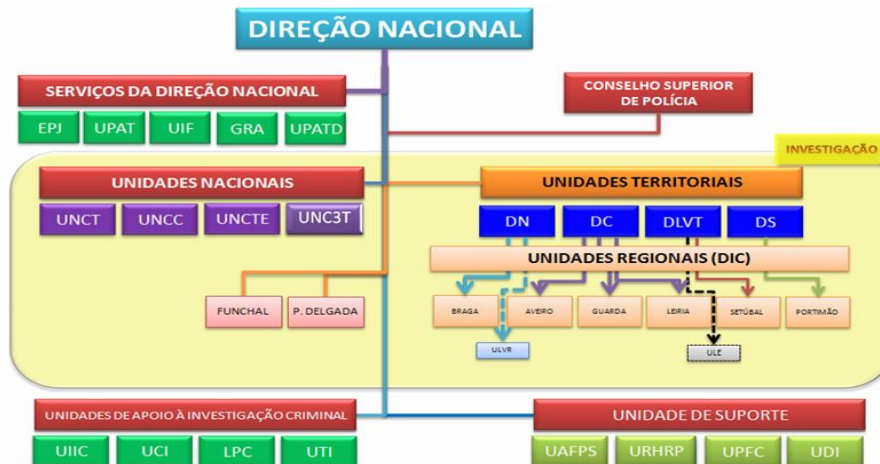 DIREÇÃO NACIONAL
SERVIÇOS DA DIREÇÃO NACIONAL
EPJ UPAT UIF GRA UPATD
CONSELHO SUPERIOR
DE POLÍCIA
INVESTIGAÇÃO
UNIDADES NACIONAIS
UNCT UNCC UNCTE UNC3T
UNIDADES TERRITORIAIS
DN DC DLVT DS
UNIDADES REGIONAIS (DIC)
FUNCHAL P. DELGADA
BRAGA AVEIRO GUARDA LEIRIA SETÚBAL PORTIMÃO
ULVR ULE
UNIDADES DE APOIO À INVESTIGAÇÃO CRIMINAL
UIIC UCI LPC UTI
UNIDADE DE SUPORTE
UAFPS URHRP UPFC UDI